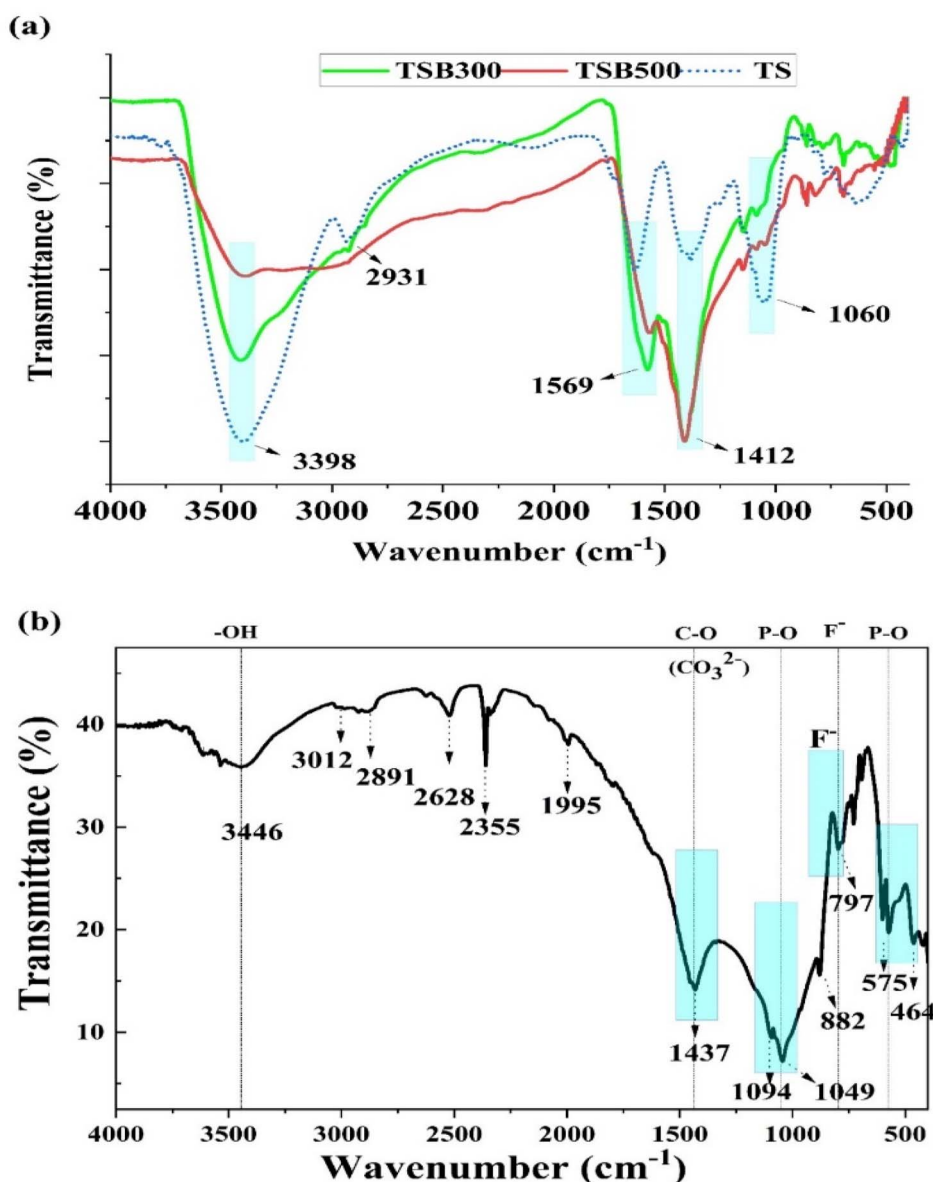 (a)
TSB300 TSB500 TS
Transmittance (%)
2931
1060
1569
3398
1412
4000 3500 3000 2500 2000 1500 1000 500
Wavenumber (cm⁻¹)
(b)
-OH C-O P-O F⁻ P-O
(CO₃²⁻)
F⁻
Transmittance (%)
40
30
20
10
3446
3012
2891
2628
2355
1995
1437
1094
1049
882
797
575
464
4000 3500 3000 2500 2000 1500 1000 500
Wavenumber (cm⁻¹)